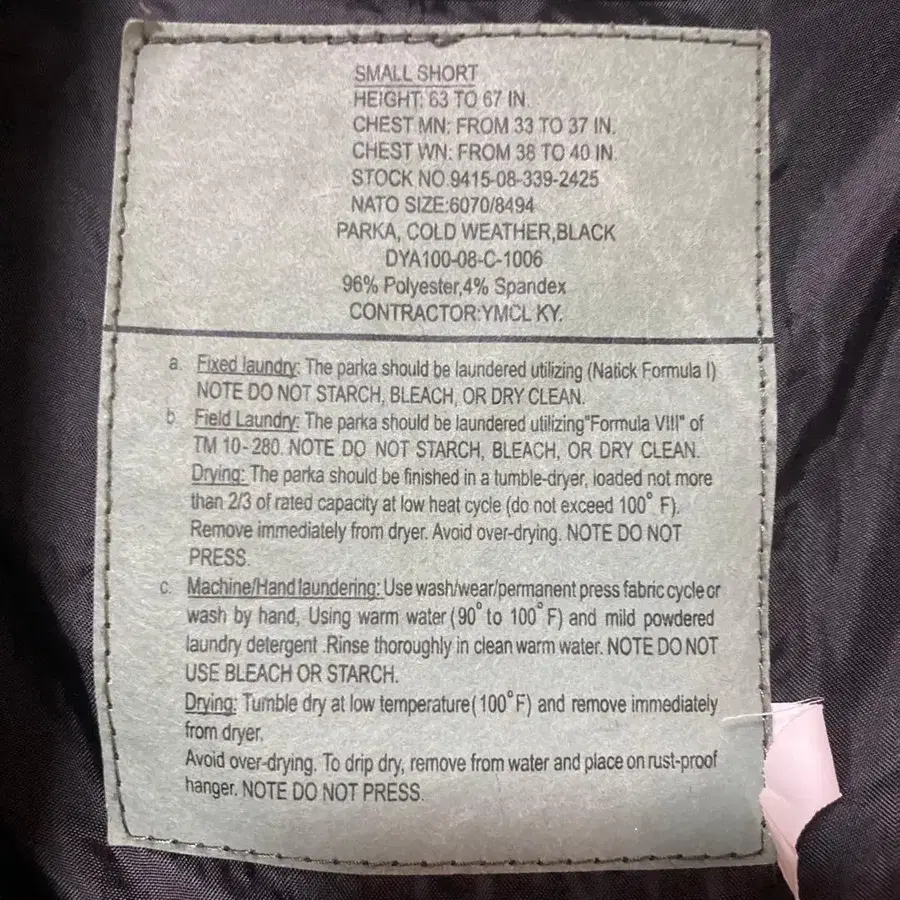 SMALL SHORT
HEIGHT: 63 TO 67 IN.
CHEST MN: FROM 33 TO 37 IN.
CHEST WN: FROM 38 TO 40 IN.
STOCK NO.9415-08-339-2425
NATO SIZE:6070/8494
PARKA, COLD WEATHER,BLACK
DYA100-08-C-1006
96% Polyester,4% Spandex
CONTRACTOR:YMCL KY.
a. Fixed laundry: The parka should be laundered utilizing (Natick Formula I)
NOTE DO NOT STARCH, BLEACH, OR DRY CLEAN.
b Field Laundry: The parka should be laundered utilizing"Formula VIII" of
TM 10-280. NOTE DO NOT STARCH, BLEACH, OR DRY CLEAN.
Drying: The parka should be finished in a tumble-dryer, loaded not more
than 2/3 of rated capacity at low heat cycle (do not exceed 100° F).
Remove immediately from dryer. Avoid over-drying. NOTE DO NOT
PRESS.
c. Machine/Hand laundering: Use wash/wear/permanent press fabric cycle or
wash by hand, Using warm water (90° to 100° F) and mild powdered
laundry detergent .Rinse thoroughly in clean warm water. NOTE DO NOT
USE BLEACH OR STARCH.
Drying: Tumble dry at low temperature(100° F) and remove immediately
from dryer.
Avoid over-drying. To drip dry, remove from water and place on rust-proof
hanger. NOTE DO NOT PRESS.